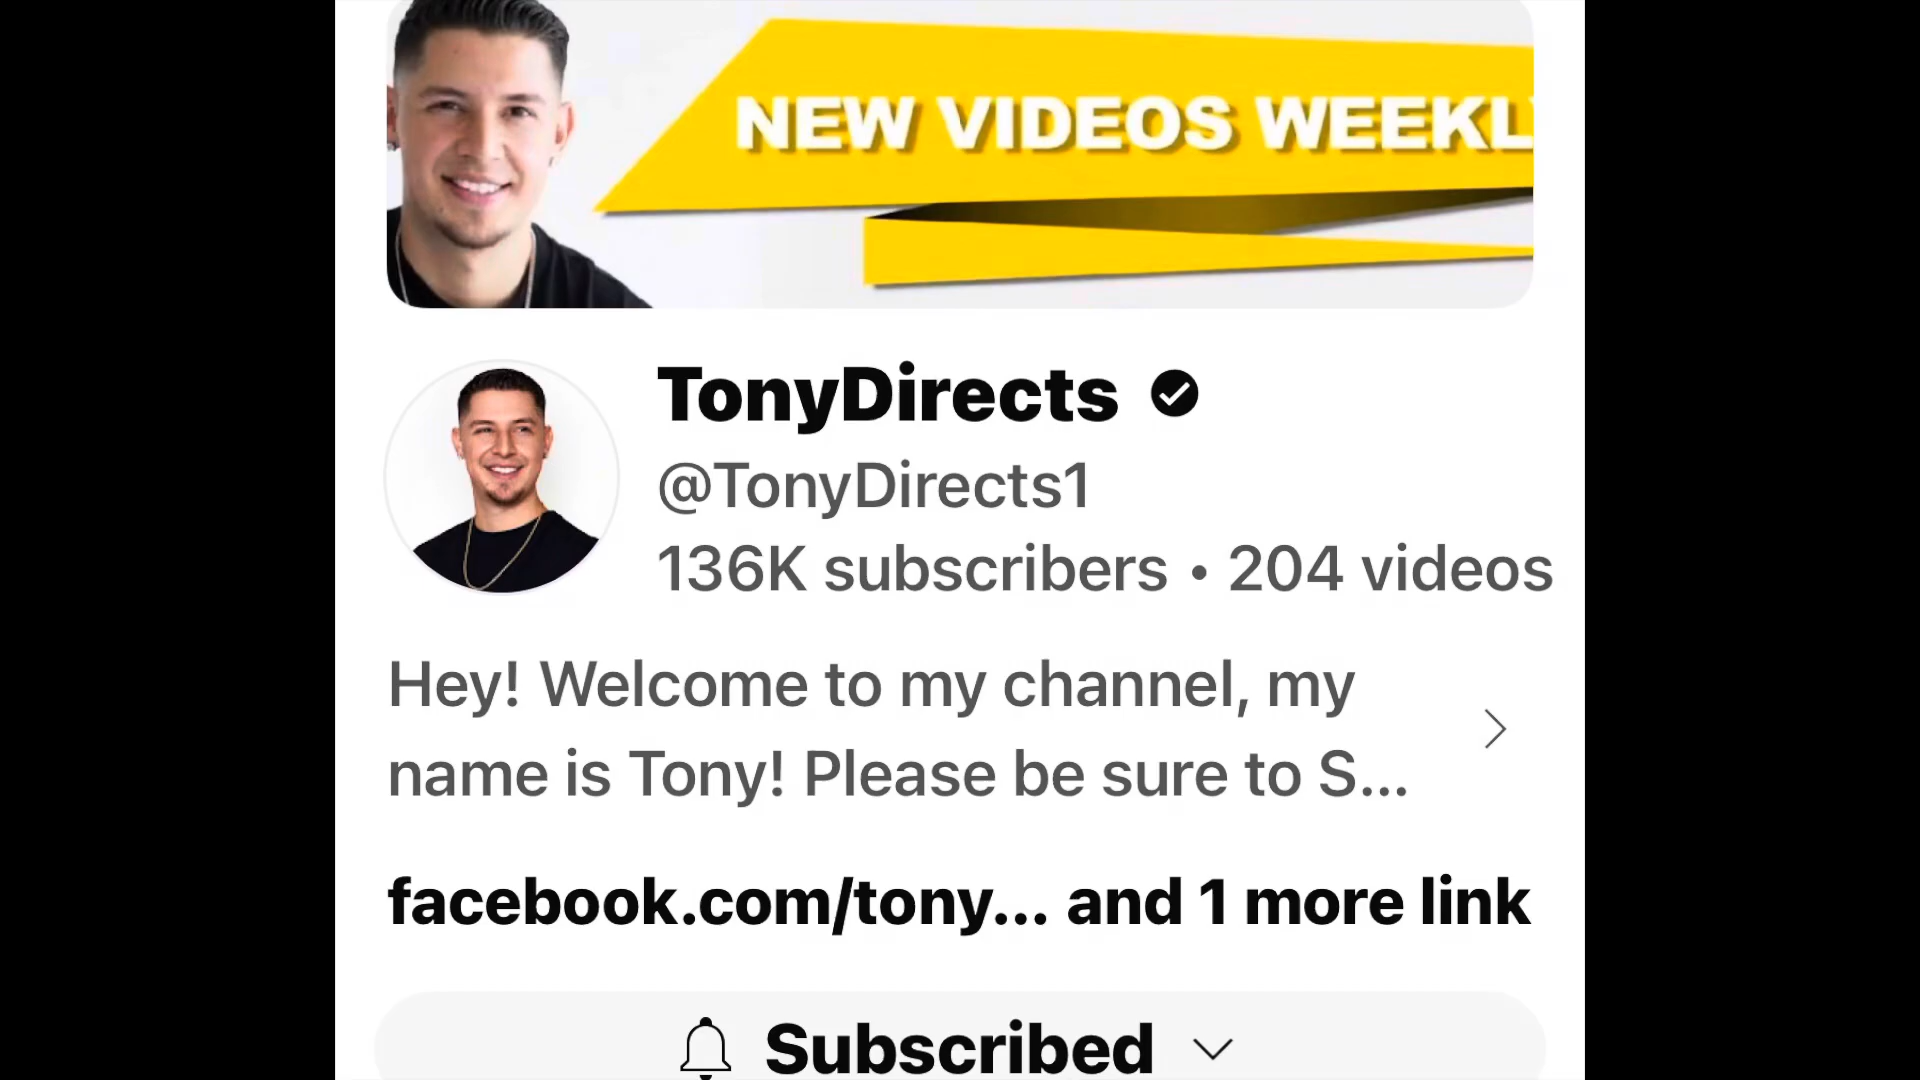 NEW VIDEOS WEEKL
TonyDirects
@TonyDirects1
136K subscribers • 204 videos
Hey! Welcome to my channel, my
name is Tony! Please be sure to S...
facebook.com/tony... and 1 more link
Subscribed